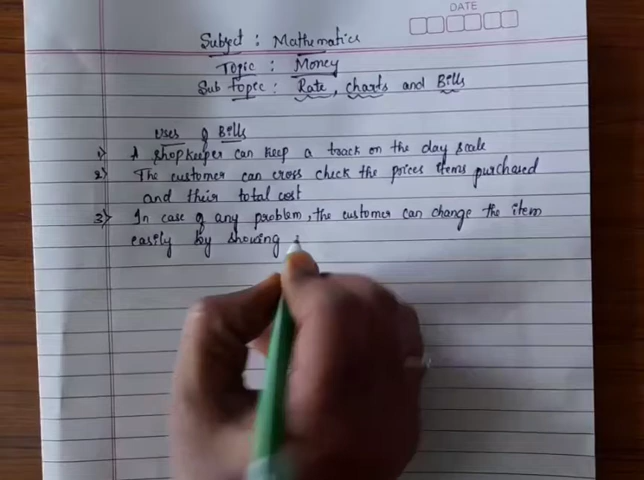 DATE
Subject : Mathematics
Topic : Money
Sub topic : Rate, charts and Bills
Uses of Bills
1) A shopkeeper can keep a track on the day scale
2) The customer can cross check the prices items purchased
and their total cost
3) In case of any problem, the customer can change the item
easily by showing